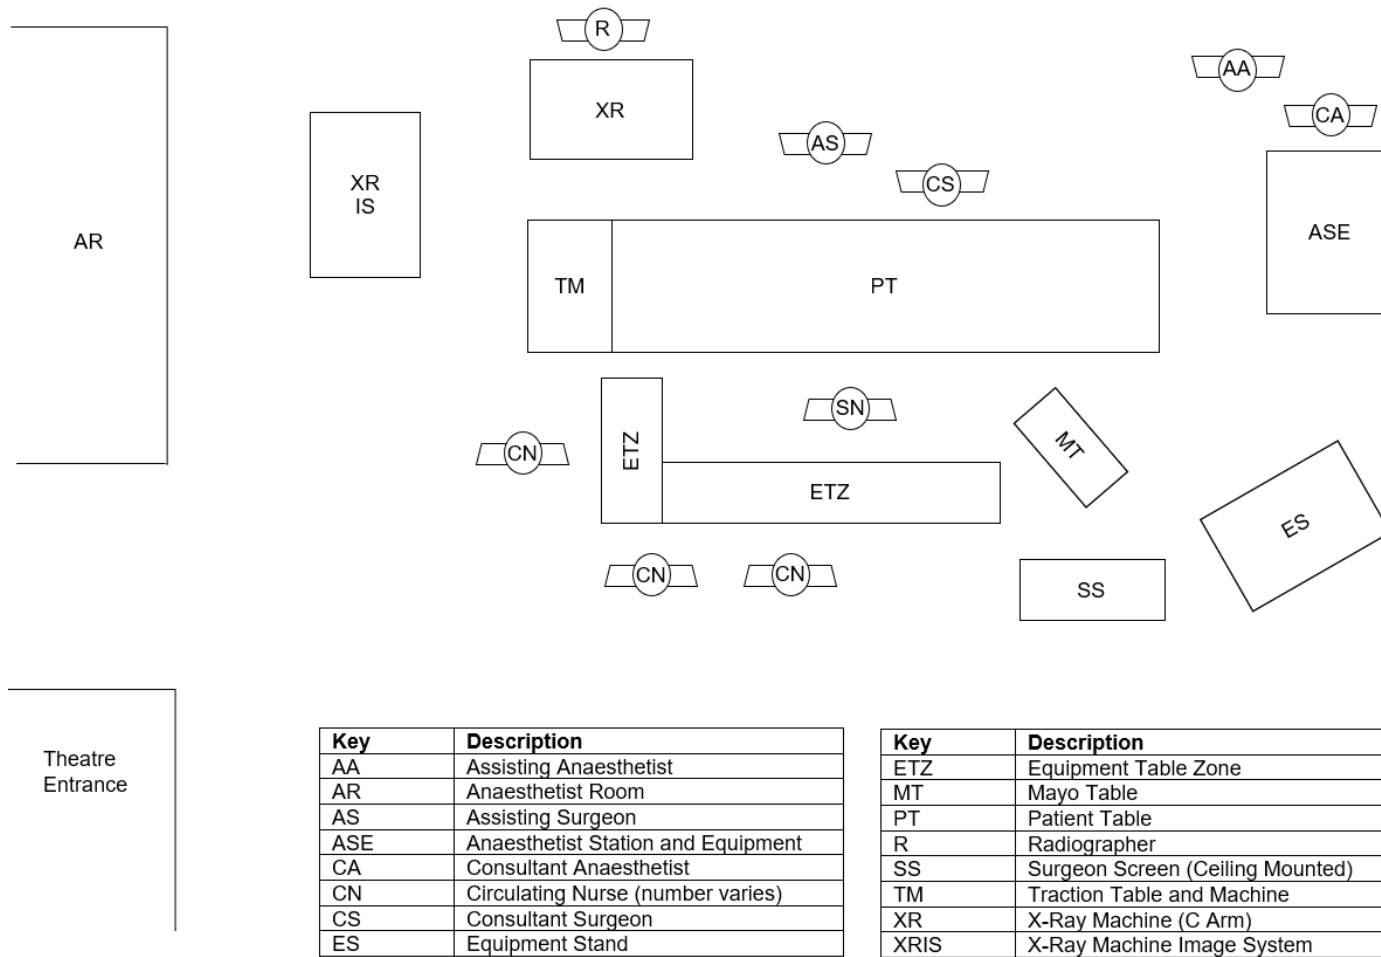 R
AA
XR
CA
AS
XR
IS
CS
AR
ASE
TM
PT
SN
CN
ETZ
MT
ETZ
ES
CN
CN
SS
Theatre
Entrance
Key Description
AA Assisting Anaesthetist
AR Anaesthetist Room
AS Assisting Surgeon
ASE Anaesthetist Station and Equipment
CA Consultant Anaesthetist
CN Circulating Nurse (number varies)
CS Consultant Surgeon
ES Equipment Stand
Key Description
ETZ Equipment Table Zone
MT Mayo Table
PT Patient Table
R Radiographer
SS Surgeon Screen (Ceiling Mounted)
TM Traction Table and Machine
XR X-Ray Machine (C Arm)
XRIS X-Ray Machine Image System